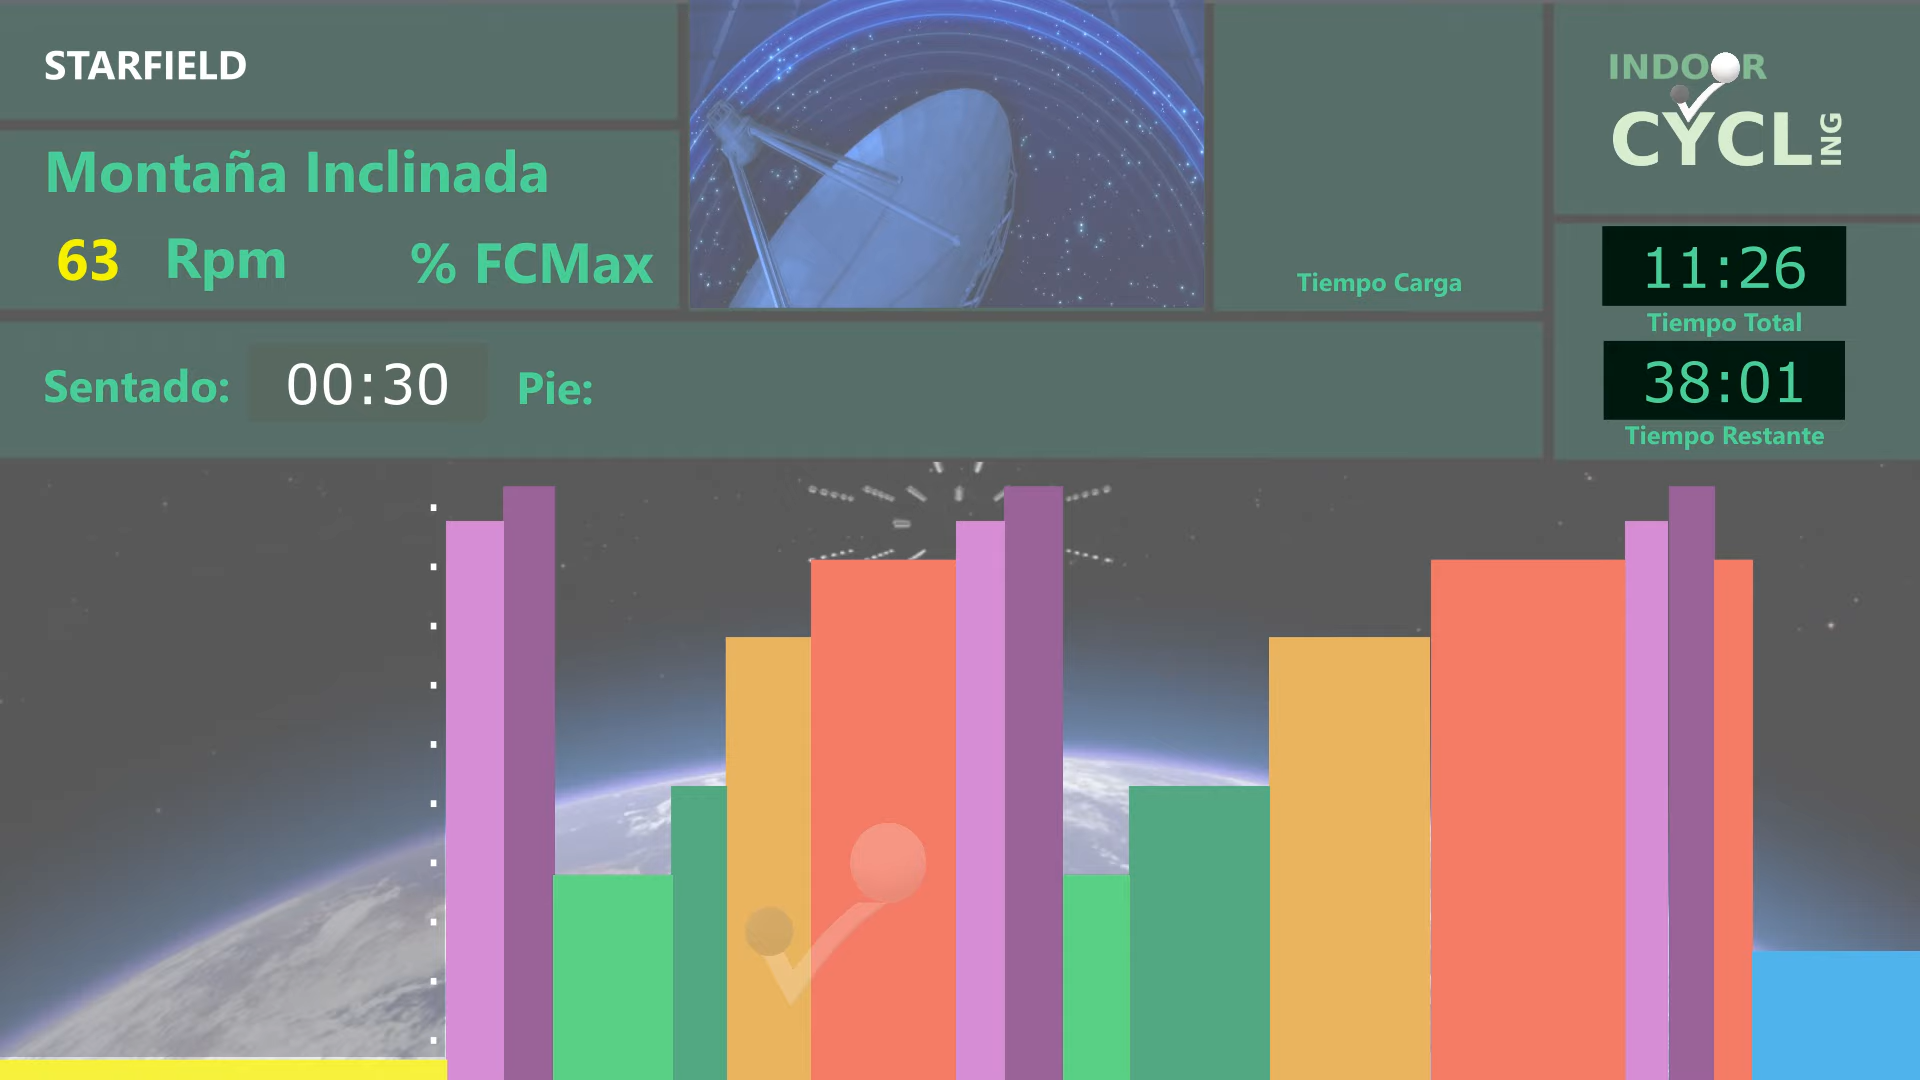 STARFIELD
Montaña Inclinada
63 Rpm % FCMax
Sentado: 00:30 Pie:
Tiempo Carga
INDOOR
CYCLING
11:26
Tiempo Total
38:01
Tiempo Restante